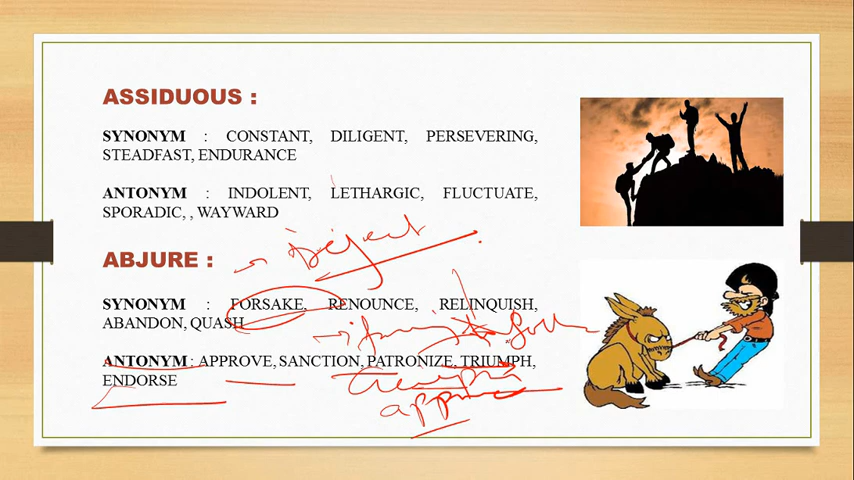 ASSIDUOUS :
SYNONYM : CONSTANT, DILIGENT, PERSEVERING,
STEADFAST, ENDURANCE
ANTONYM : INDOLENT, LETHARGIC, FLUCTUATE,
SPORADIC, , WAYWARD
ABJURE :
SYNONYM : FORSAKE, RENOUNCE, RELINQUISH,
ABANDON, QUASH
ANTONYM : APPROVE, SANCTION, PATRONIZE, TRIUMPH,
ENDORSE